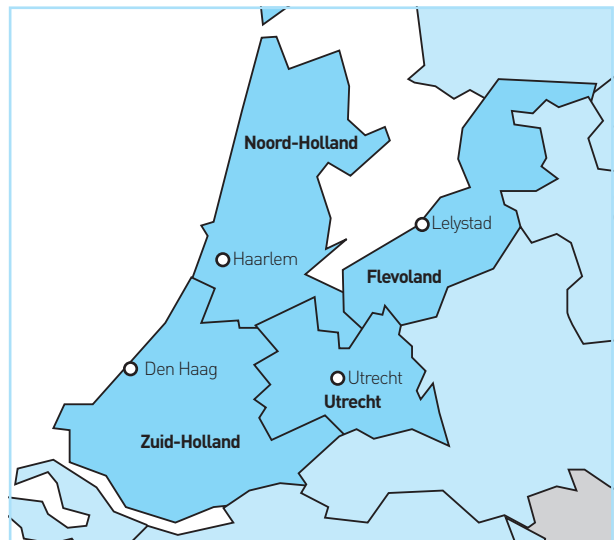 Noord-Holland
Lelystad
Haarlem
Flevoland
Den Haag
Utrecht
Utrecht
Zuid-Holland